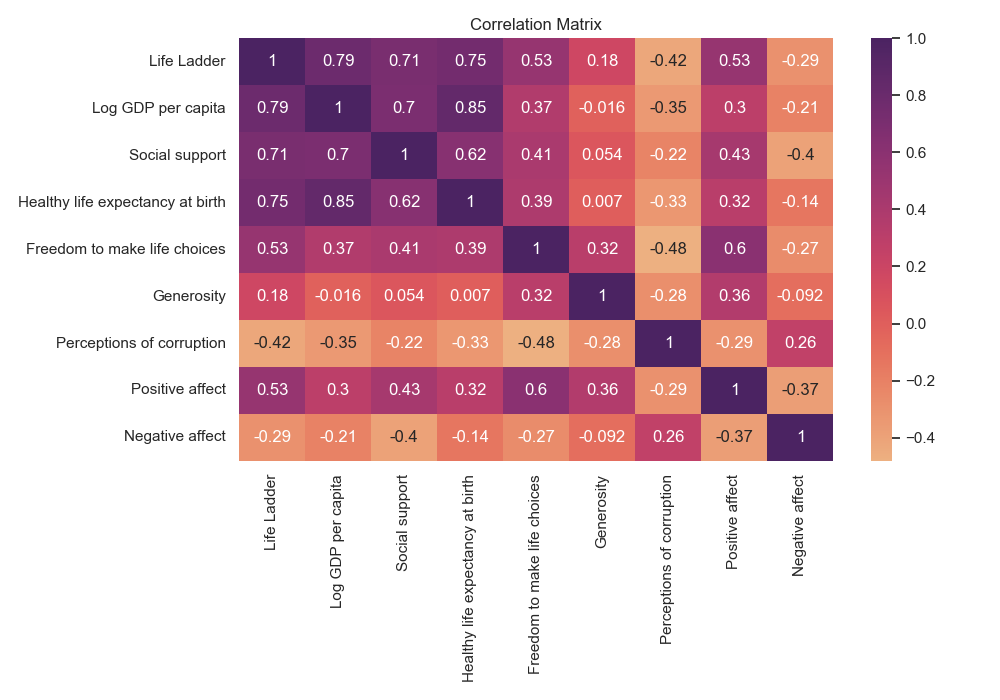 Correlation Matrix
Life Ladder 1 0.79 0.71 0.75 0.53 0.18 -0.42 0.53 -0.29
Log GDP per capita 0.79 1 0.7 0.85 0.37 -0.016 -0.35 0.3 -0.21
Social support 0.71 0.7 1 0.62 0.41 0.054 -0.22 0.43 -0.4
Healthy life expectancy at birth 0.75 0.85 0.62 1 0.39 0.007 -0.33 0.32 -0.14
Freedom to make life choices 0.53 0.37 0.41 0.39 1 0.32 -0.48 0.6 -0.27
Generosity 0.18 -0.016 0.054 0.007 0.32 1 -0.28 0.36 -0.092
Perceptions of corruption -0.42 -0.35 -0.22 -0.33 -0.48 -0.28 1 -0.29 0.26
Positive affect 0.53 0.3 0.43 0.32 0.6 0.36 -0.29 1 -0.37
Negative affect -0.29 -0.21 -0.4 -0.14 -0.27 -0.092 0.26 -0.37 1
Life Ladder
Log GDP per capita
Social support
Healthy life expectancy at birth
Freedom to make life choices
Generosity
Perceptions of corruption
Positive affect
Negative affect
1.0
0.8
0.6
0.4
0.2
0.0
−0.2
−0.4